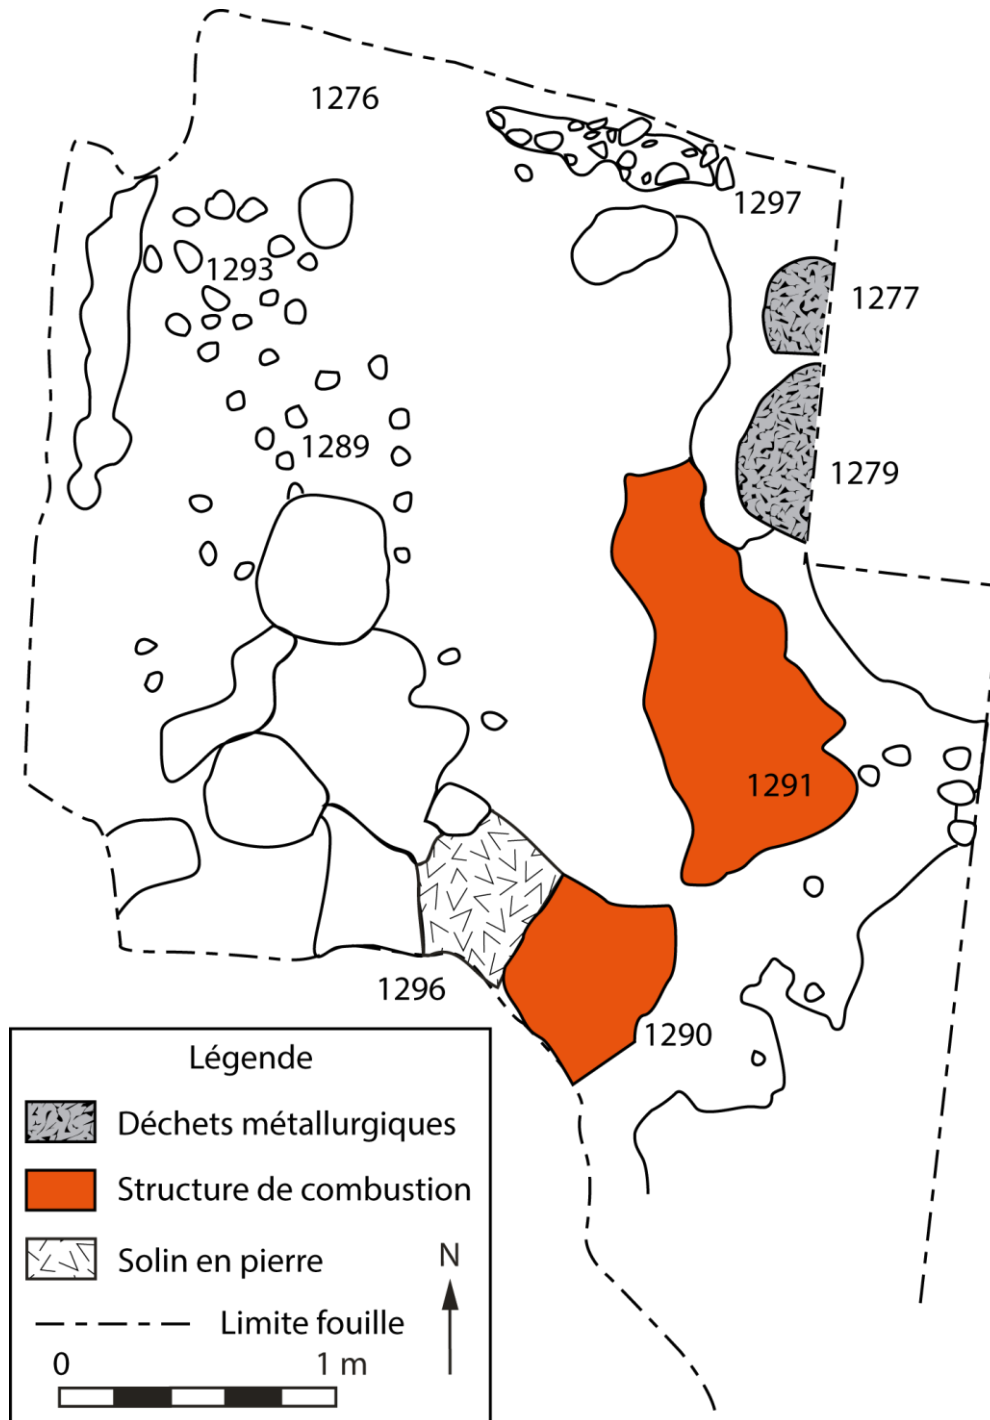 1276
1297
1293
1277
1289
1279
1291
1296
1290
Légende
Déchets métallurgiques
Structure de combustion
Solin en pierre
N
Limite fouille
0 1 m